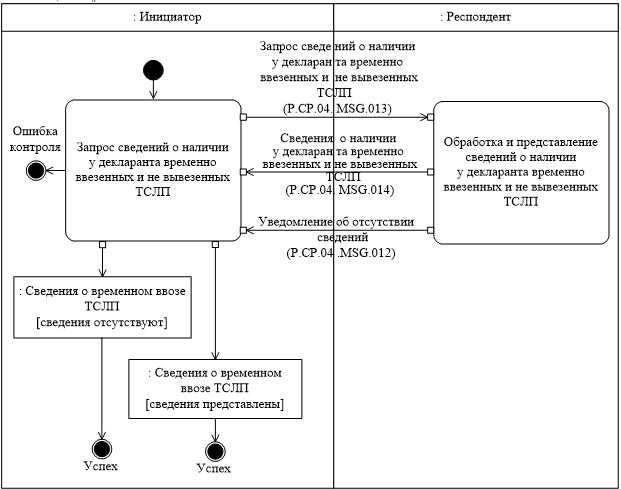 : Инициатор
: Респондент
Запрос сведений о наличии
у декларанта временно
ввезенных и не вывезенных
ТСЛП
(P.CP.04. MSG.013)
Ошибка
контроля
Запрос сведений о наличии
у декларанта временно
ввезенных и не вывезенных
ТСЛП
Сведения о наличии
у декларанта временно
ввезенных и не вывезенных
ТСЛП
(P.CP.04. MSG.014)
Обработка и представление
сведений о наличии
у декларанта временно
ввезенных и не вывезенных
ТСЛП
Уведомление об отсутствии
сведений
(P.CP.04 .MSG.012)
: Сведения о временном ввозе
ТСЛП
[сведения отсутствуют]
: Сведения о временном
ввозе ТСЛП
[сведения представлены]
Успех
Успех